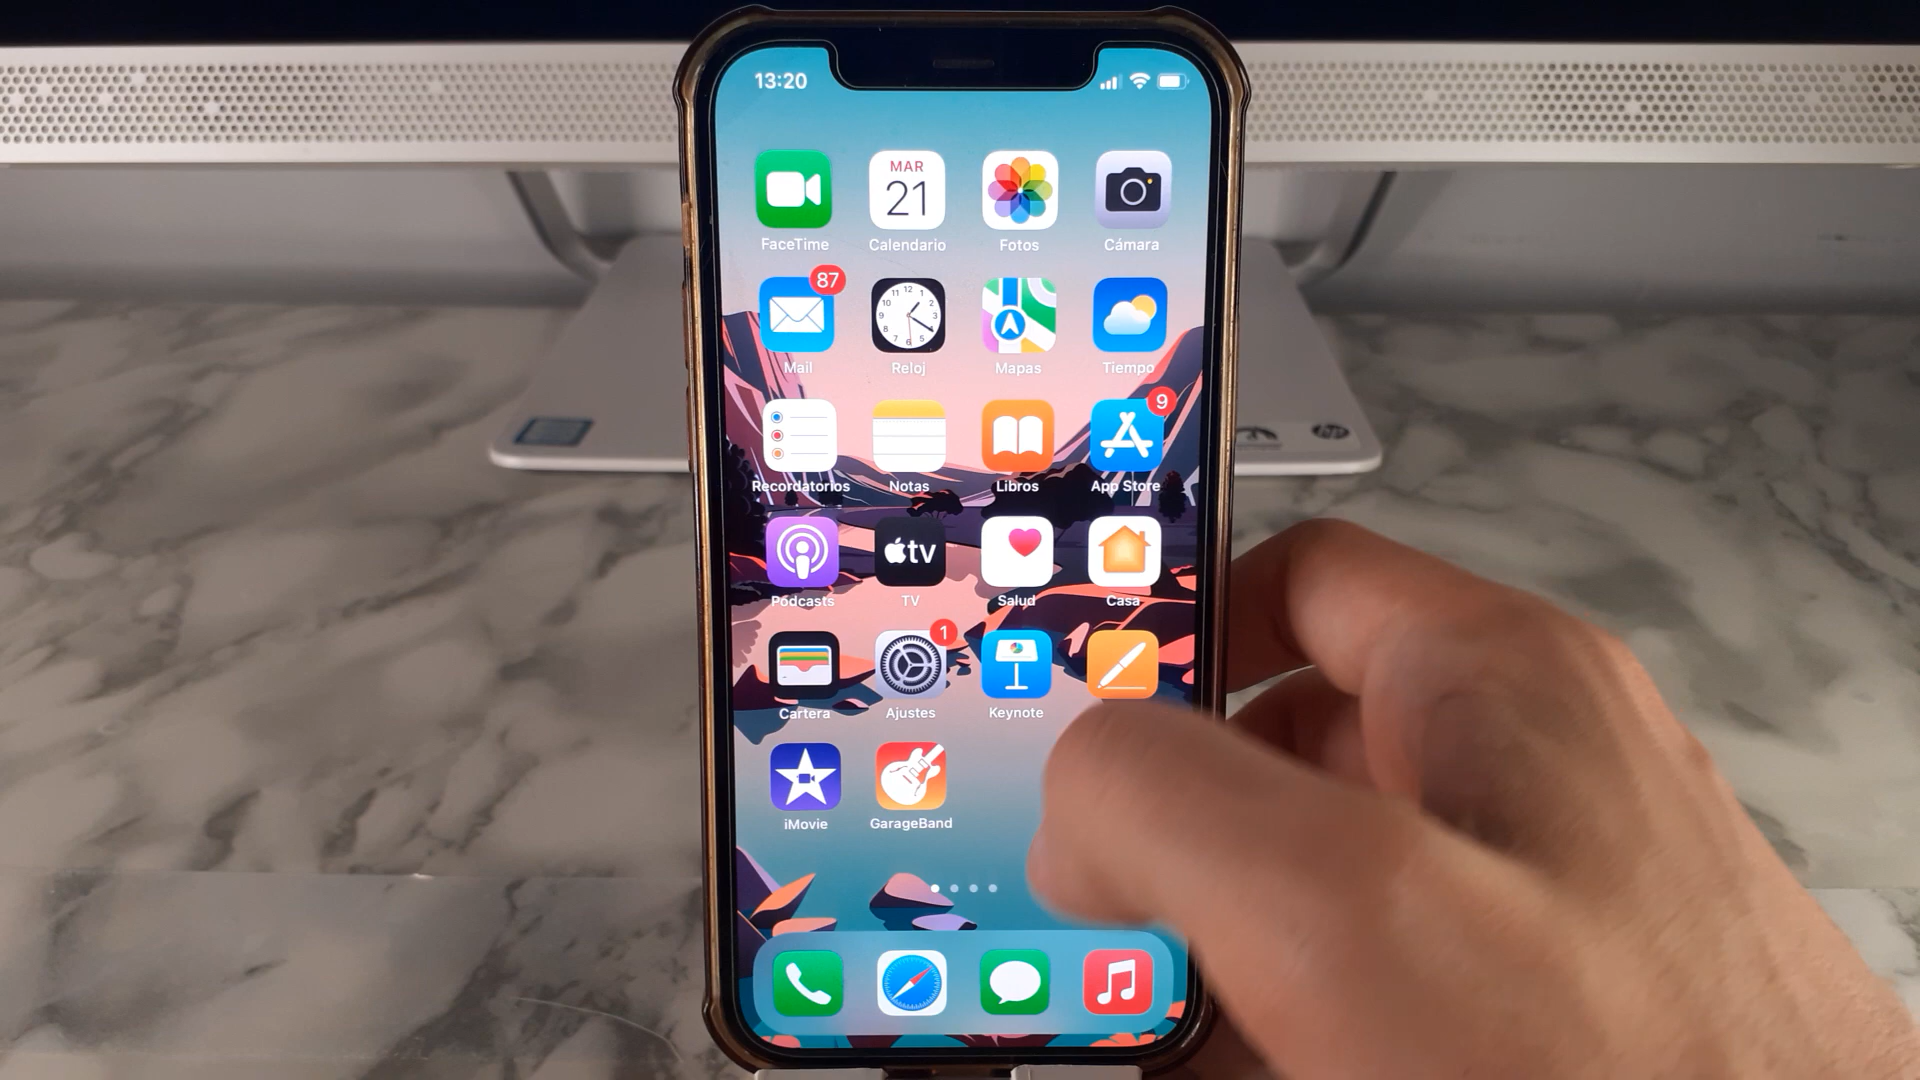 13:20
MAR
21
FaceTime
Calendario
Fotos
Cámara
87
Mail
Reloj
Mapas
Tiempo
9
Recordatorios
Notas
Libros
App Store
tv
Podcasts
TV
Salud
Casa
1
Cartera
Ajustes
Keynote
iMovie
GarageBand
hp